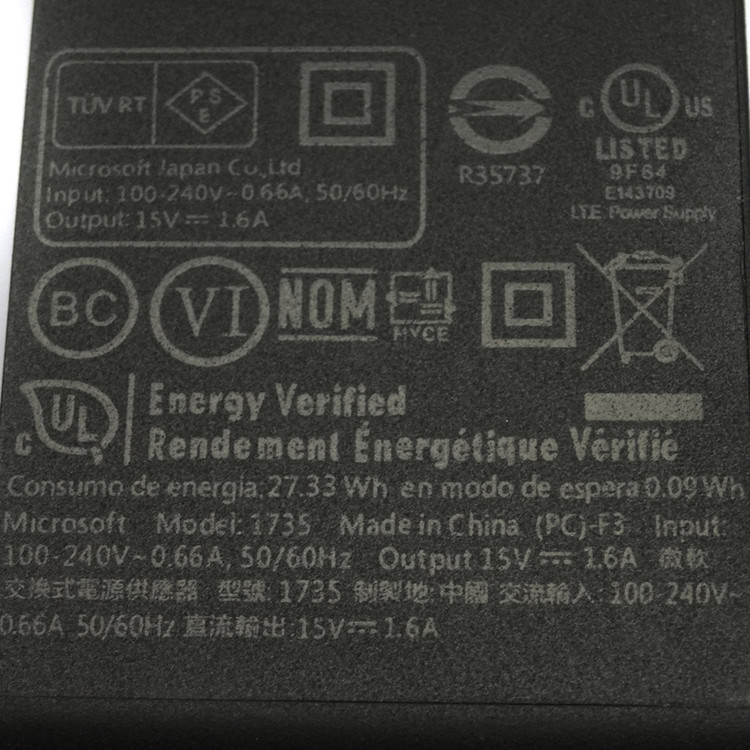 TÜV RT
PSE
Microsoft Japan Co.,Ltd
Input: 100-240V~0.66A, 50/60Hz
Output: 15V⎓ 1.6A
R35737
C UL US
LISTED
9F64
E143709
I.T.E. Power Supply
BC
VI
NOM
NYCE
C UL
Energy Verified
Rendement Énergétique Vérifié
Consumo de energía: 27.33 Wh en modo de espera 0.09 Wh
Microsoft Model: 1735 Made in China (PC)-F3 Input:
100-240V~0.66A, 50/60Hz Output 15V⎓ 1.6A 微軟
交換式電源供應器 型號: 1735 制製地: 中國 交流輸入: 100-240V~
0.66A 50/60Hz 直流輸出: 15V⎓ 1.6A